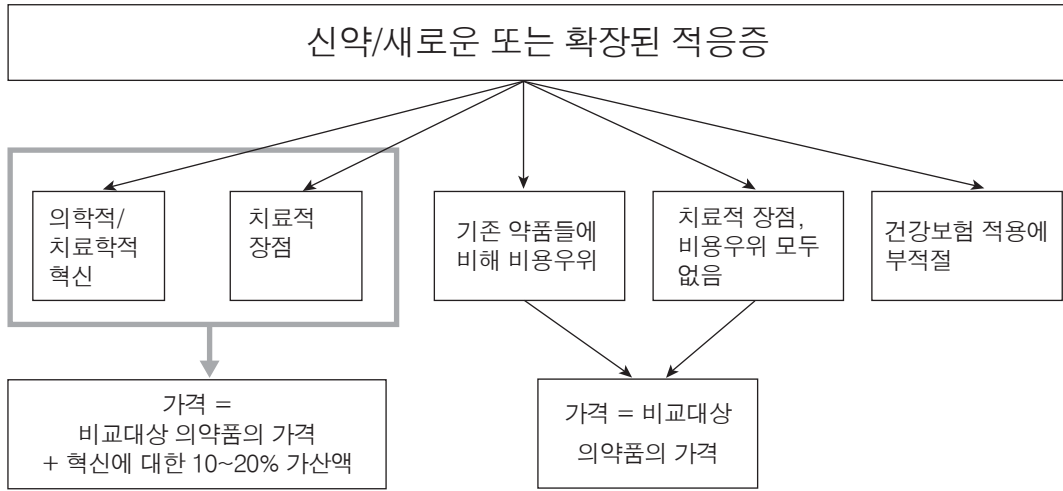 신약/새로운 또는 확장된 적응증
의학적/
치료학적
혁신
치료적
장점
기존 약품들에
비해 비용우위
치료적 장점,
비용우위 모두
없음
건강보험 적용에
부적절
가격 =
비교대상 의약품의 가격
+ 혁신에 대한 10~20% 가산액
가격 = 비교대상
의약품의 가격